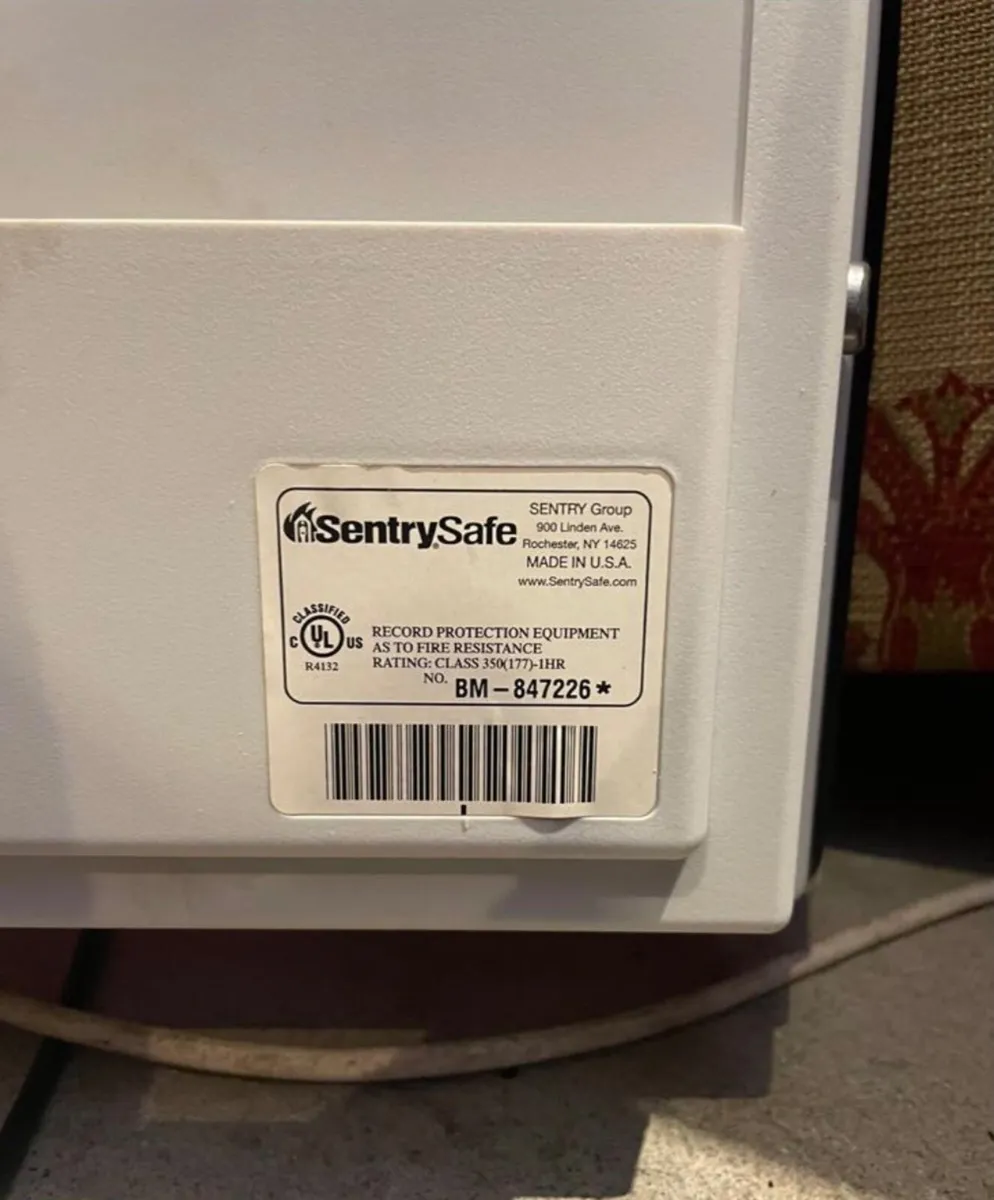 SentrySafe
SENTRY Group
900 Linden Ave.
Rochester, NY 14625
MADE IN U.S.A.
www.SentrySafe.com
CLASSIFIED
C UL US
R4132
RECORD PROTECTION EQUIPMENT
AS TO FIRE RESISTANCE
RATING: CLASS 350(177)-1HR
NO. BM-847226*